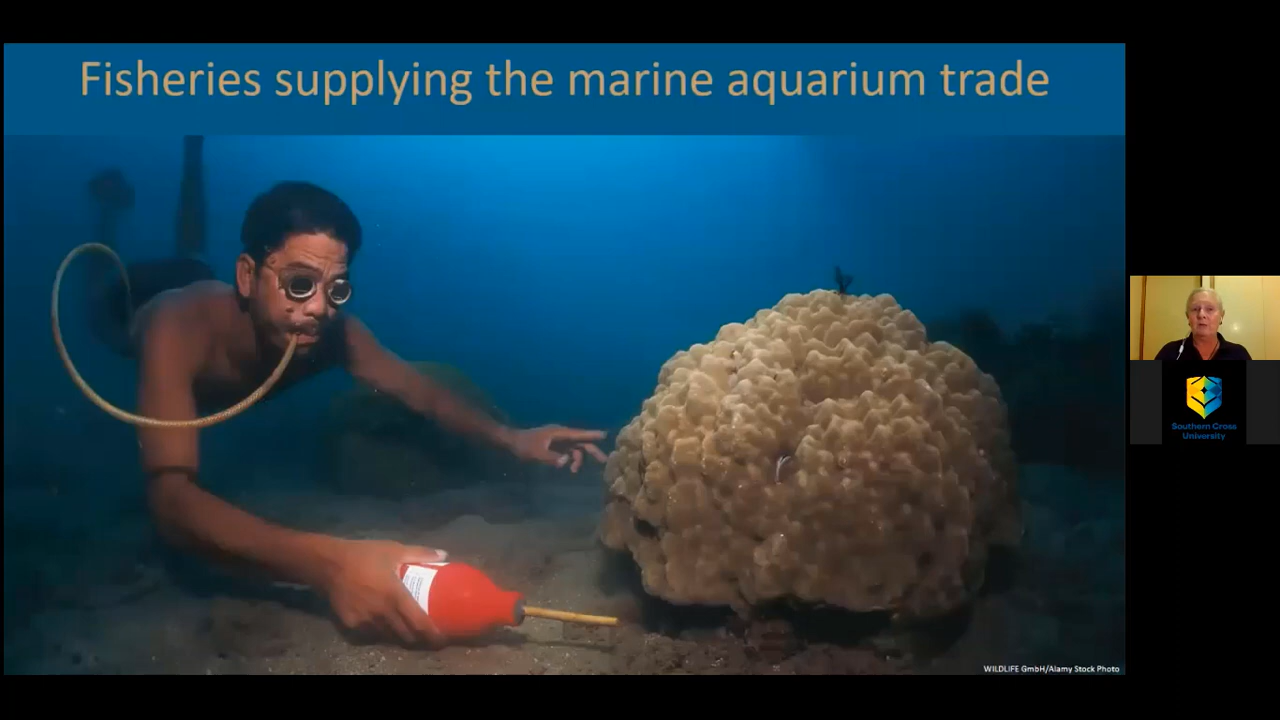 Fisheries supplying the marine aquarium trade
WILDLIFE GmbH/Alamy Stock Photo
Southern Cross
University